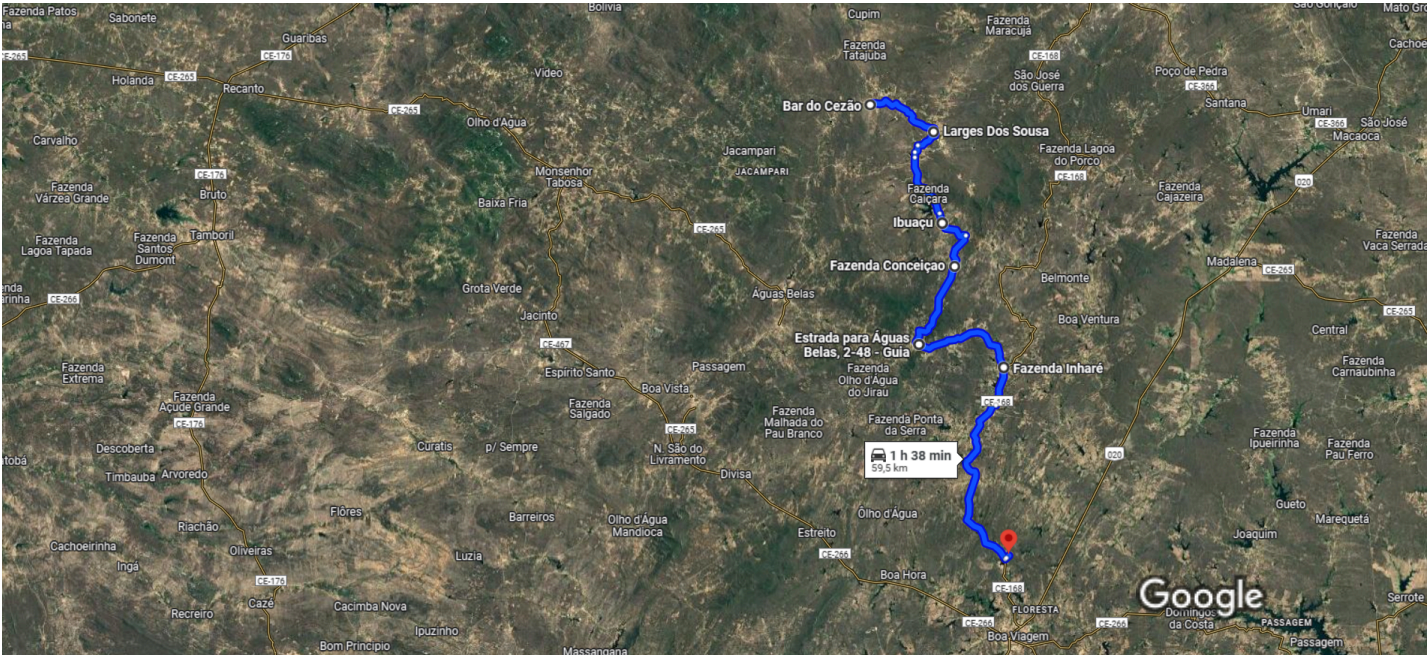 Fazenda Patos
Sabonete
Bolívia
Cupim
São Gonçalo
Mato Gro
Fazenda
Maracujá
Guaribas
CE-176
CE-265
Fazenda
Tatajuba
CE-168
Cachoe
Holanda
CE-265
Recanto
Video
São José
dos Guerra
Poço de Pedra
CE-366
CE-265
Bar do Cezão
Santana
Umari
Olho d'Água
Larges Dos Sousa
CE-366
São José
Macaoca
Carvalho
Jacampari
JACAMPARI
Fazenda Lagoa
do Porco
CE-176
Monsenhor
Tabosa
CE-168
020
Fazenda
Várzea Grande
Bruto
Baixa Fria
Fazenda
Caiçara
Fazenda
Cajazeira
Ibuaçu
CE-265
Fazenda
Lagoa Tapada
Fazenda
Santos
Dumont
Tamboril
Fazenda
Vaca Serrada
Fazenda Conceiçao
Madalena
CE-265
Belmonte
CE-266
Grota Verde
Águas Belas
Jacinto
Boa Ventura
CE-265
Central
CE-467
Estrada para Águas
Belas, 2-48 - Guia
Fazenda
Extrema
Espírito Santo
Passagem
Fazenda
Olho d'Água
do Jirau
Fazenda Inharé
Fazenda
Carnaubinha
Boa Vista
Fazenda
Açude Grande
Fazenda
Salgado
CE-168
CE-176
CE-265
Fazenda
Malhada do
Pau Branco
Fazenda Ponta
da Serra
Fazenda
Ipueirinha
Fazenda
Pau Ferro
Descoberta
Curatis
p/ Sempre
N. São do
Livramento
1 h 38 min
59,5 km
020
Timbauba
Arvoredo
Divisa
Flôres
Barreiros
Olho d'Água
Mandioca
Ôlho d'Água
Gueto
Marequetá
Riachão
Estreito
Joaquim
Cachoeirinha
Ingá
Oliveiras
Luzia
CE-266
CE-176
Boa Hora
CE-168
Google
Serrote
Recreiro
Cazé
Cacimba Nova
FLORESTA
Domingos
da Costa
PASSAGEM
Ipuzinho
CE-266
CE-266
Bom Principio
Massangana
Boa Viagem
Passagem